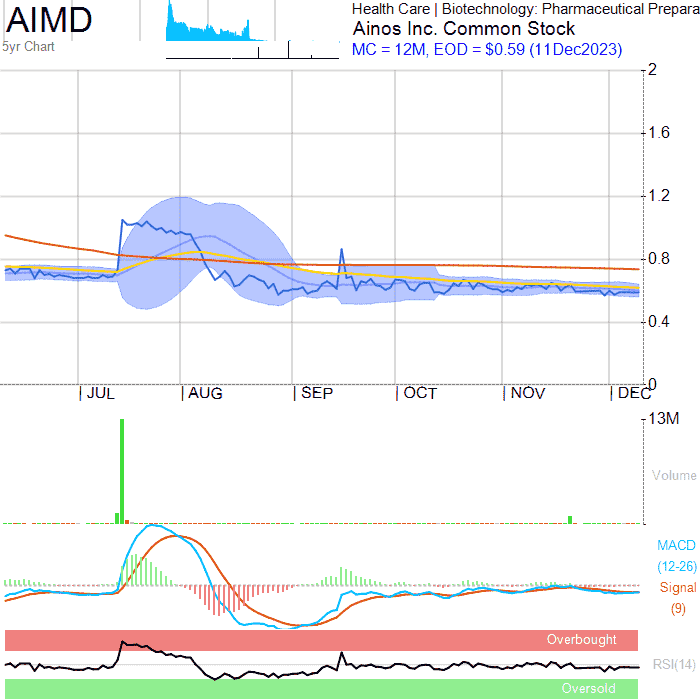 AIMD
5yr Chart
Health Care | Biotechnology: Pharmaceutical Prepara
Ainos Inc. Common Stock
MC = 12M, EOD = $0.59 (11Dec2023)
2
1.6
1.2
0.8
0.4
0
JUL AUG SEP OCT NOV DEC
13M
Volume
MACD
(12-26)
Signal
(9)
Overbought
RSI(14)
Oversold